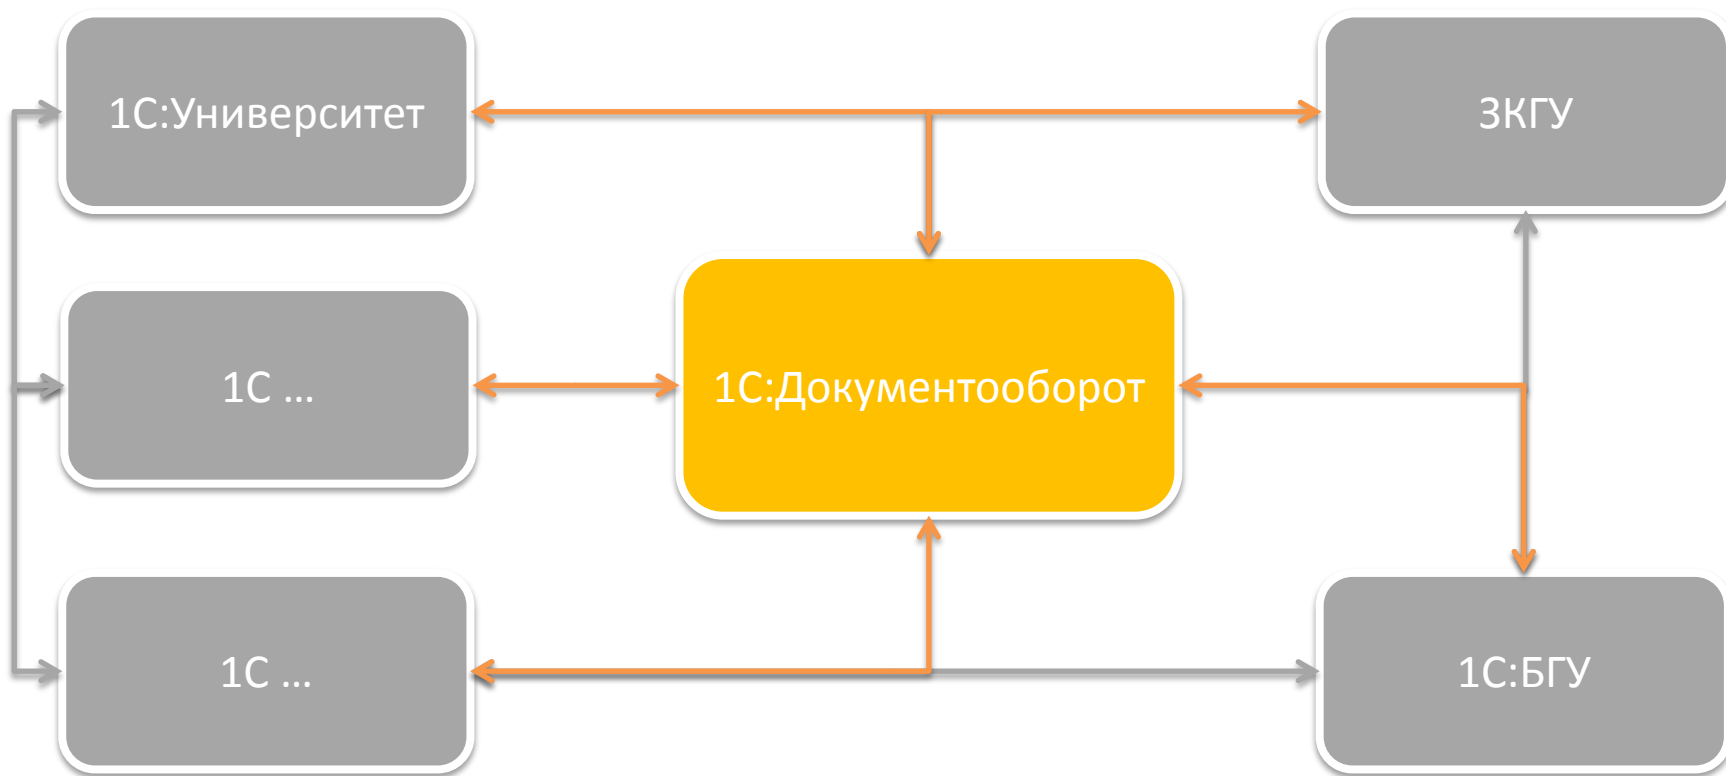 1С:Университет
ЗКГУ
1С ...
1С:Документооборот
1С ...
1С:БГУ